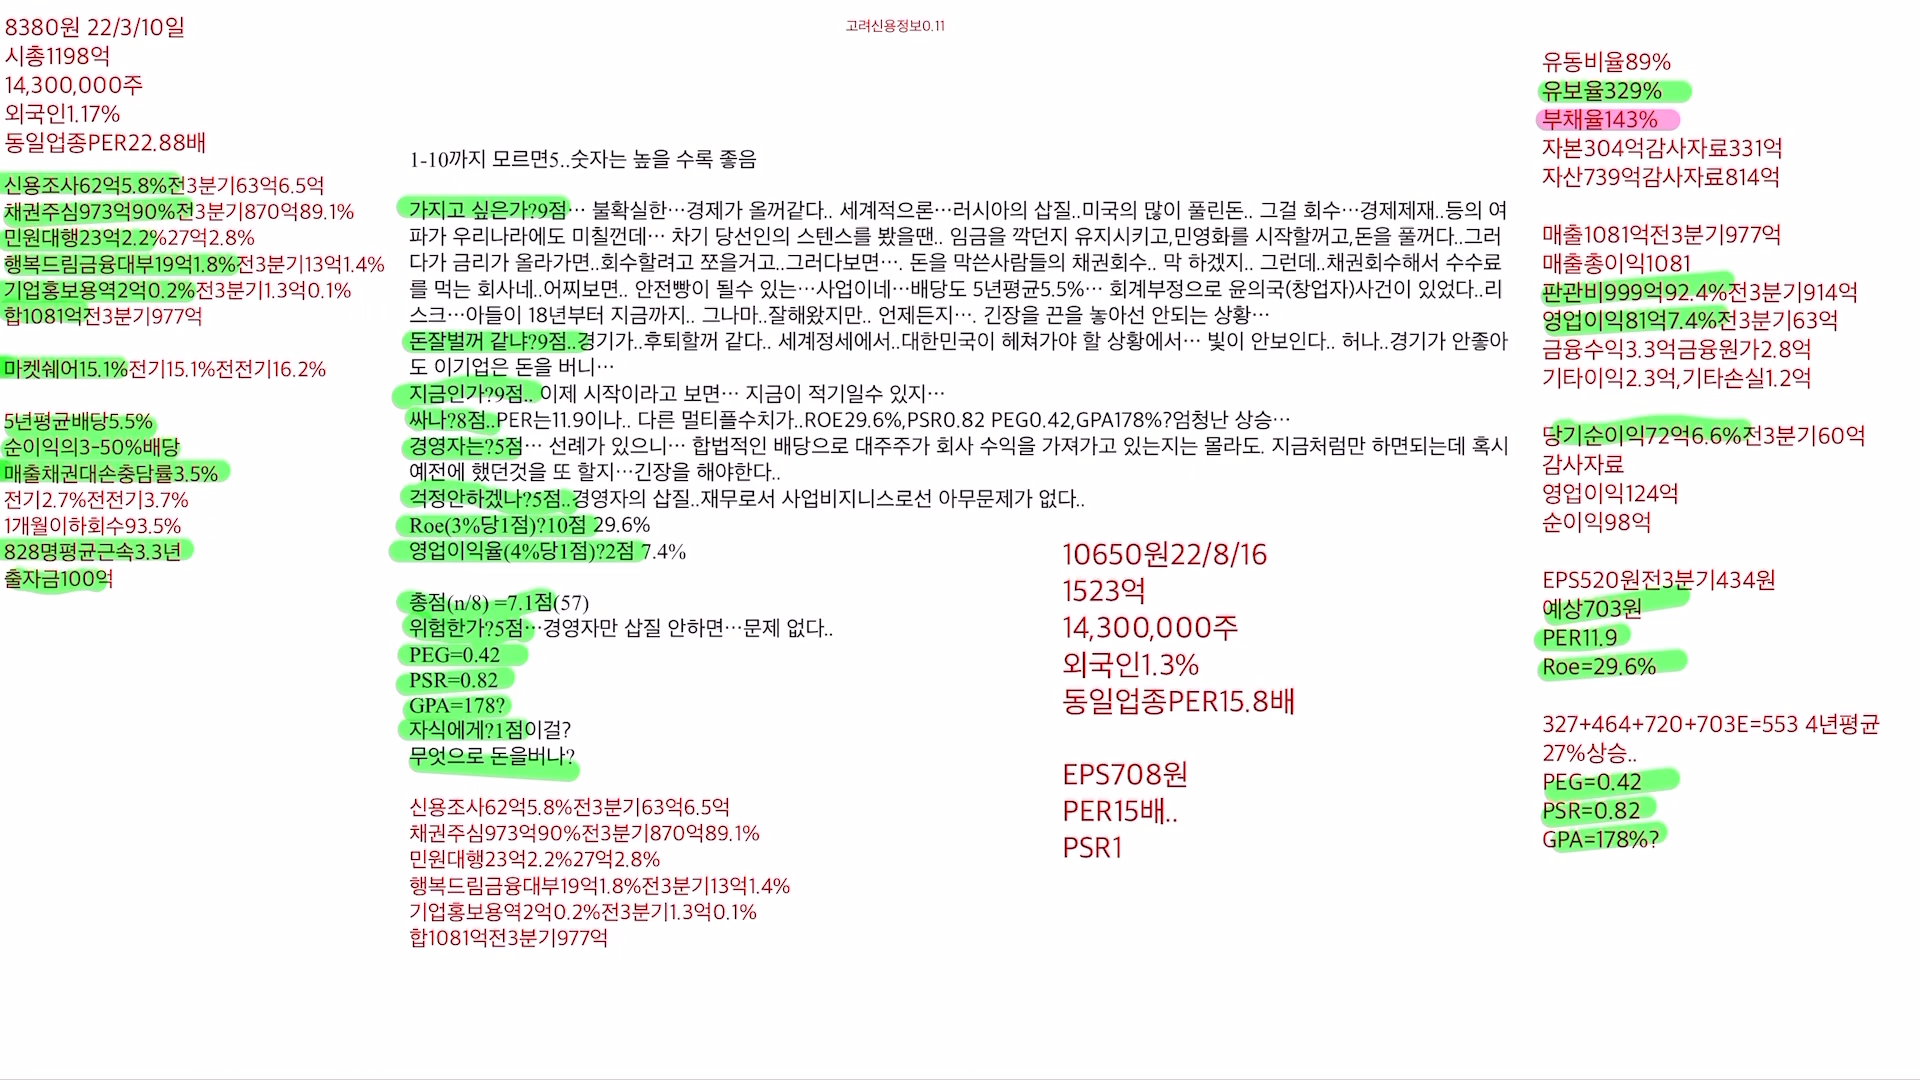 고려신용정보0.11
8380원 22/3/10일
시총1198억
14,300,000주
외국인1.17%
동일업종PER22.88배
신용조사62억5.8%전3분기63억6.5억
채권주심973억90%전3분기870억89.1%
민원대행23억2.2%27억2.8%
행복드림금융대부19억1.8%전3분기13억1.4%
기업홍보용역2억0.2%전3분기1.3억0.1%
합1081억전3분기977억
마켓쉐어15.1%전기15.1%전전기16.2%
5년평균배당5.5%
순이익의3-50%배당
매출채권대손충담률3.5%
전기2.7%전전기3.7%
1개월이하회수93.5%
828명평균근속3.3년
출자금100억
1-10까지 모르면5..숫자는 높을 수록 좋음
가지고 싶은가?9점… 불확실한…경제가 올꺼같다.. 세계적으론…러시아의 삽질..미국의 많이 풀린돈.. 그걸 회수…경제제재..등의 여
파가 우리나라에도 미칠껀데… 차기 당선인의 스텐스를 봤을땐.. 임금을 깍던지 유지시키고,민영화를 시작할꺼고,돈을 풀꺼다..그러
다가 금리가 올라가면..회수할려고 쪼을거고..그러다보면…. 돈을 막쓴사람들의 채권회수.. 막 하겠지.. 그런데..채권회수해서 수수료
를 먹는 회사네..어찌보면.. 안전빵이 될수 있는…사업이네…배당도 5년평균5.5%… 회계부정으로 윤의국(창업자)사건이 있었다..리
스크…아들이 18년부터 지금까지.. 그나마..잘해왔지만.. 언제든지…. 긴장을 끈을 놓아선 안되는 상황…
돈잘벌꺼 같냐?9점..경기가..후퇴할꺼 같다.. 세계정세에서..대한민국이 헤쳐가야 할 상황에서… 빛이 안보인다.. 허나..경기가 안좋아
도 이기업은 돈을 버니…
지금인가?9점.. 이제 시작이라고 보면… 지금이 적기일수 있지…
싸나?8점..PER는11.9이나.. 다른 멀티플수치가..ROE29.6%,PSR0.82 PEG0.42,GPA178%?엄청난 상승…
경영자는?5점… 선례가 있으니… 합법적인 배당으로 대주주가 회사 수익을 가져가고 있는지는 몰라도. 지금처럼만 하면되는데 혹시
예전에 했던것을 또 할지…긴장을 해야한다..
걱정안하겠나?5점..경영자의 삽질..재무로서 사업비지니스로선 아무문제가 없다..
Roe(3%당1점)?10점 29.6%
영업이익율(4%당1점)?2점 7.4%
총점(n/8) =7.1점(57)
위험한가?5점…경영자만 삽질 안하면…문제 없다..
PEG=0.42
PSR=0.82
GPA=178?
자식에게?1점이걸?
무엇으로 돈을버나?
신용조사62억5.8%전3분기63억6.5억
채권주심973억90%전3분기870억89.1%
민원대행23억2.2%27억2.8%
행복드림금융대부19억1.8%전3분기13억1.4%
기업홍보용역2억0.2%전3분기1.3억0.1%
합1081억전3분기977억
10650원22/8/16
1523억
14,300,000주
외국인1.3%
동일업종PER15.8배
EPS708원
PER15배..
PSR1
유동비율89%
유보율329%
부채율143%
자본304억감사자료331억
자산739억감사자료814억
매출1081억전3분기977억
매출총이익1081
판관비999억92.4%전3분기914억
영업이익81억7.4%전3분기63억
금융수익3.3억금융원가2.8억
기타이익2.3억,기타손실1.2억
당기순이익72억6.6%전3분기60억
감사자료
영업이익124억
순이익98억
EPS520원전3분기434원
예상703원
PER11.9
Roe=29.6%
327+464+720+703E=553 4년평균
27%상승..
PEG=0.42
PSR=0.82
GPA=178%?